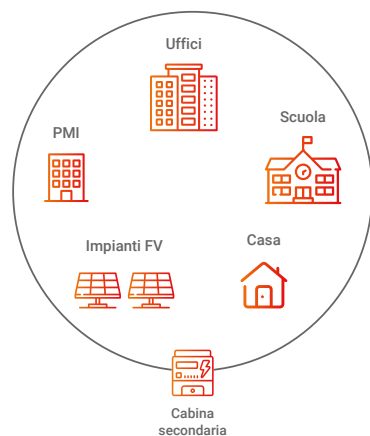 Uffici
Scuola
PMI
Casa
Impianti FV
Cabina
secondaria